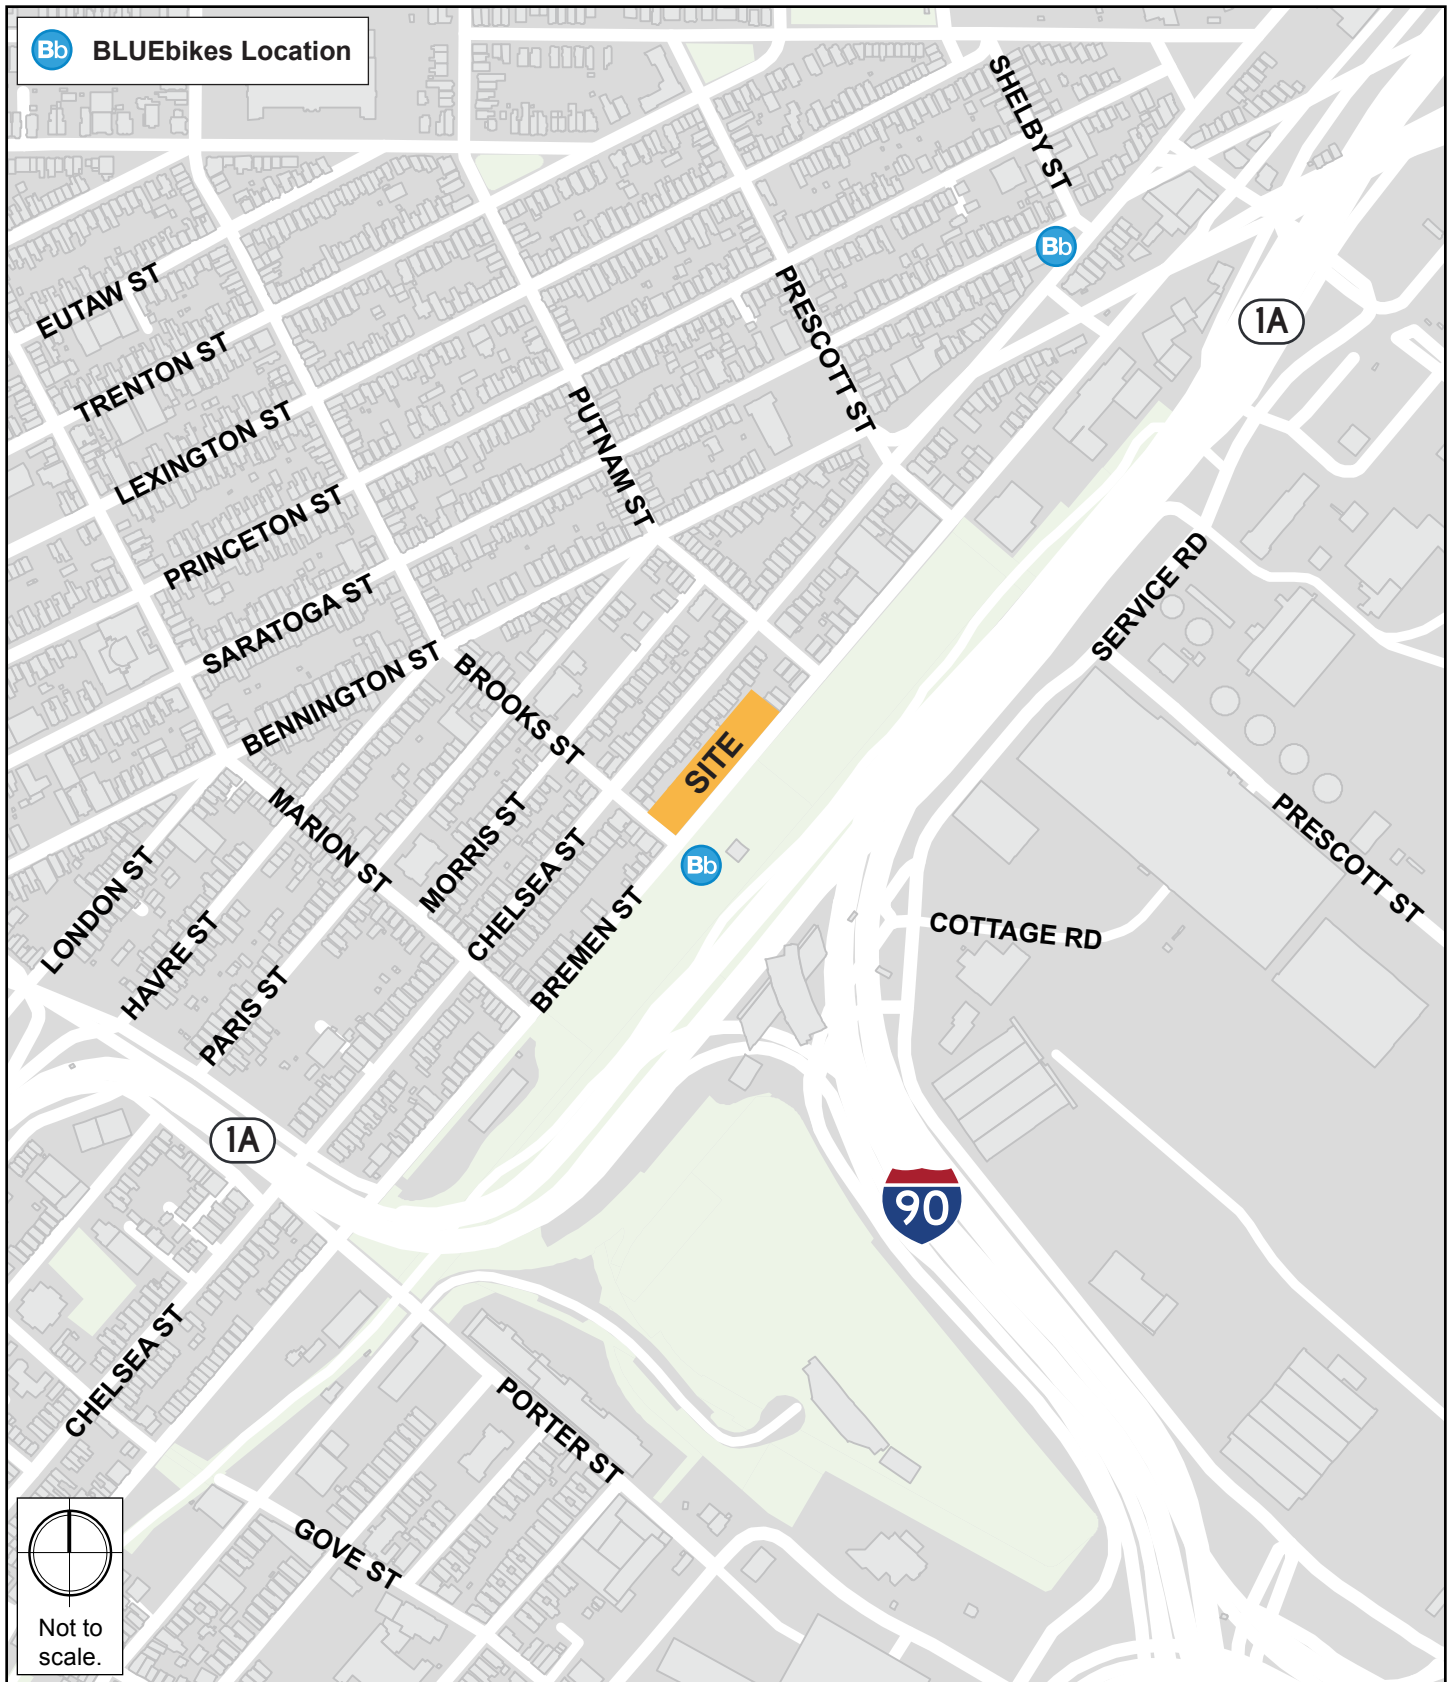 Bb BLUEbikes Location
SHELBY ST
Bb
EUTAW ST
PRESCOTT ST
1A
TRENTON ST
LEXINGTON ST
PUTNAM ST
PRINCETON ST
SERVICE RD
SARATOGA ST
BENNINGTON ST
BROOKS ST
SITE
MARION ST
PRESCOTT ST
MORRIS ST
CHELSEA ST
Bb
LONDON ST
HAVRE ST
BREMEN ST
COTTAGE RD
PARIS ST
1A
90
CHELSEA ST
PORTER ST
GOVE ST
Not to
scale.